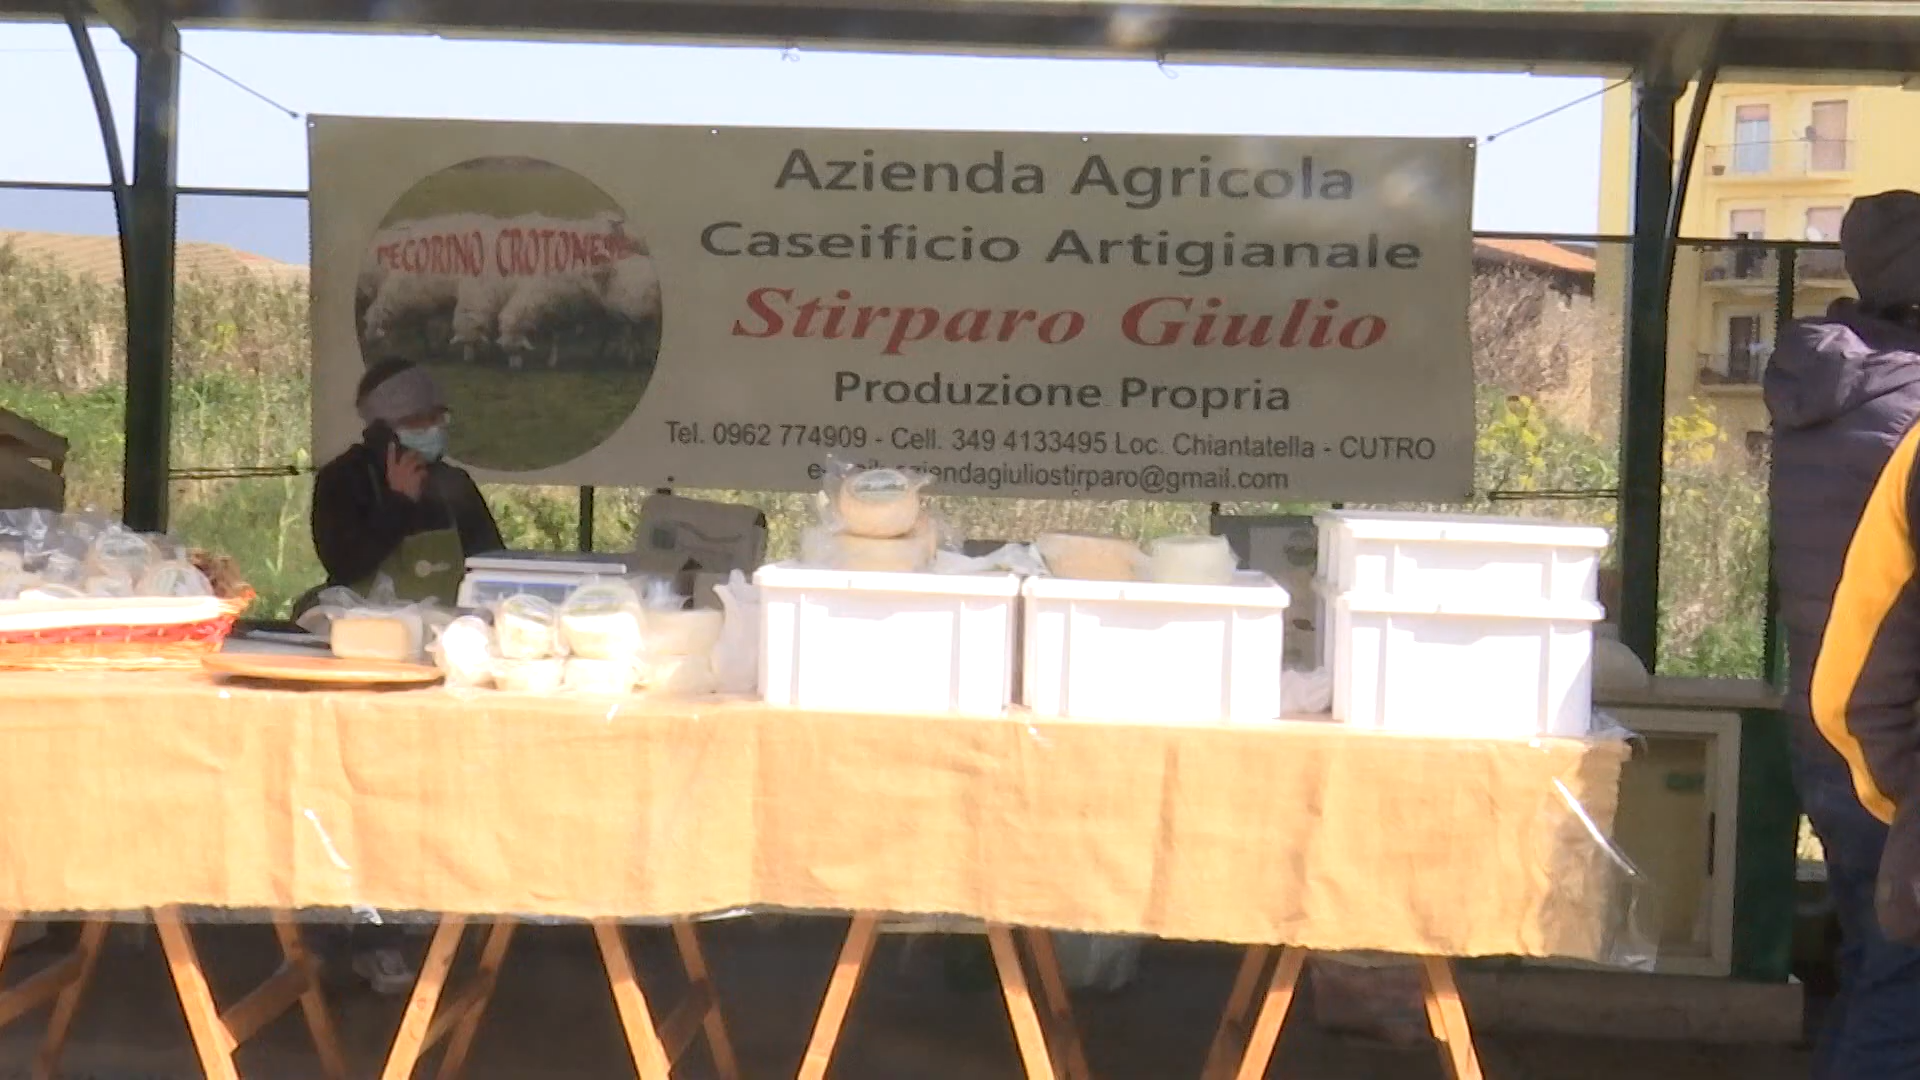 PECORINO CROTONESE
Azienda Agricola
Caseificio Artigianale
Stirparo Giulio
Produzione Propria
Tel. 0962 774909 - Cell. 349 4133495 Loc. Chiantatella - CUTRO
aziendagiuliostirparo@gmail.com